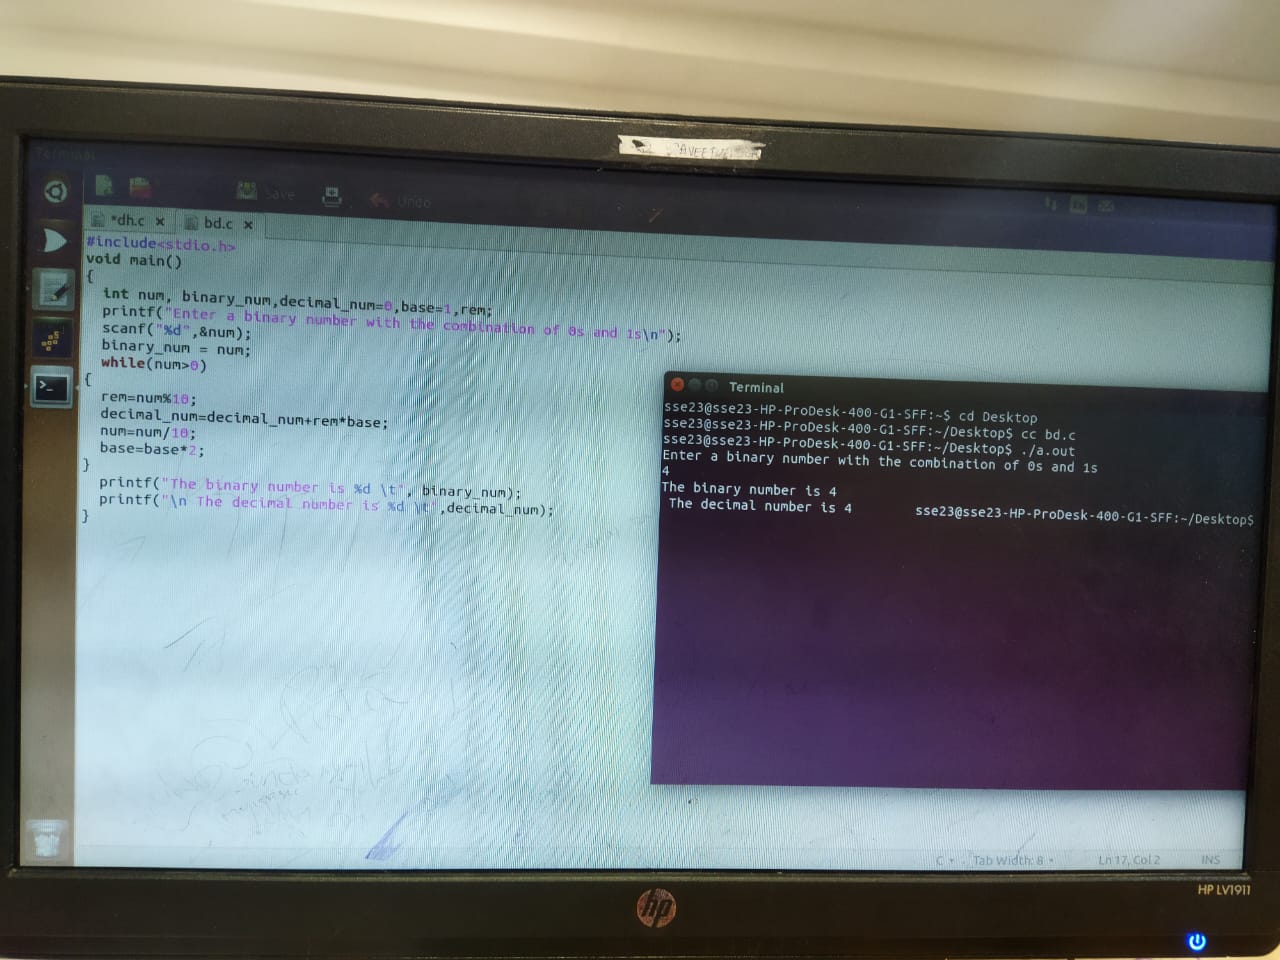 Terminal
Save
Undo
*dh.c x
bd.c x
#include<stdio.h>
void main()
{
int num, binary_num,decimal_num=0,base=1,rem;
printf("Enter a binary number with the combination of 0s and 1s\n");
scanf("%d",&num);
binary_num = num;
while(num>0)
{
rem=num%10;
decimal_num=decimal_num+rem*base;
num=num/10;
base=base*2;
}
printf("The binary number is %d \t", binary_num);
printf("\n The decimal number is %d \t",decimal_num);
}
Terminal
sse23@sse23-HP-ProDesk-400-G1-SFF:~$ cd Desktop
sse23@sse23-HP-ProDesk-400-G1-SFF:~/Desktop$ cc bd.c
sse23@sse23-HP-ProDesk-400-G1-SFF:~/Desktop$ ./a.out
Enter a binary number with the combination of 0s and 1s
4
The binary number is 4
The decimal number is 4 sse23@sse23-HP-ProDesk-400-G1-SFF:~/Desktop$
C
Tab Width: 8
Ln 17, Col 2
INS
hp
HP LV1911